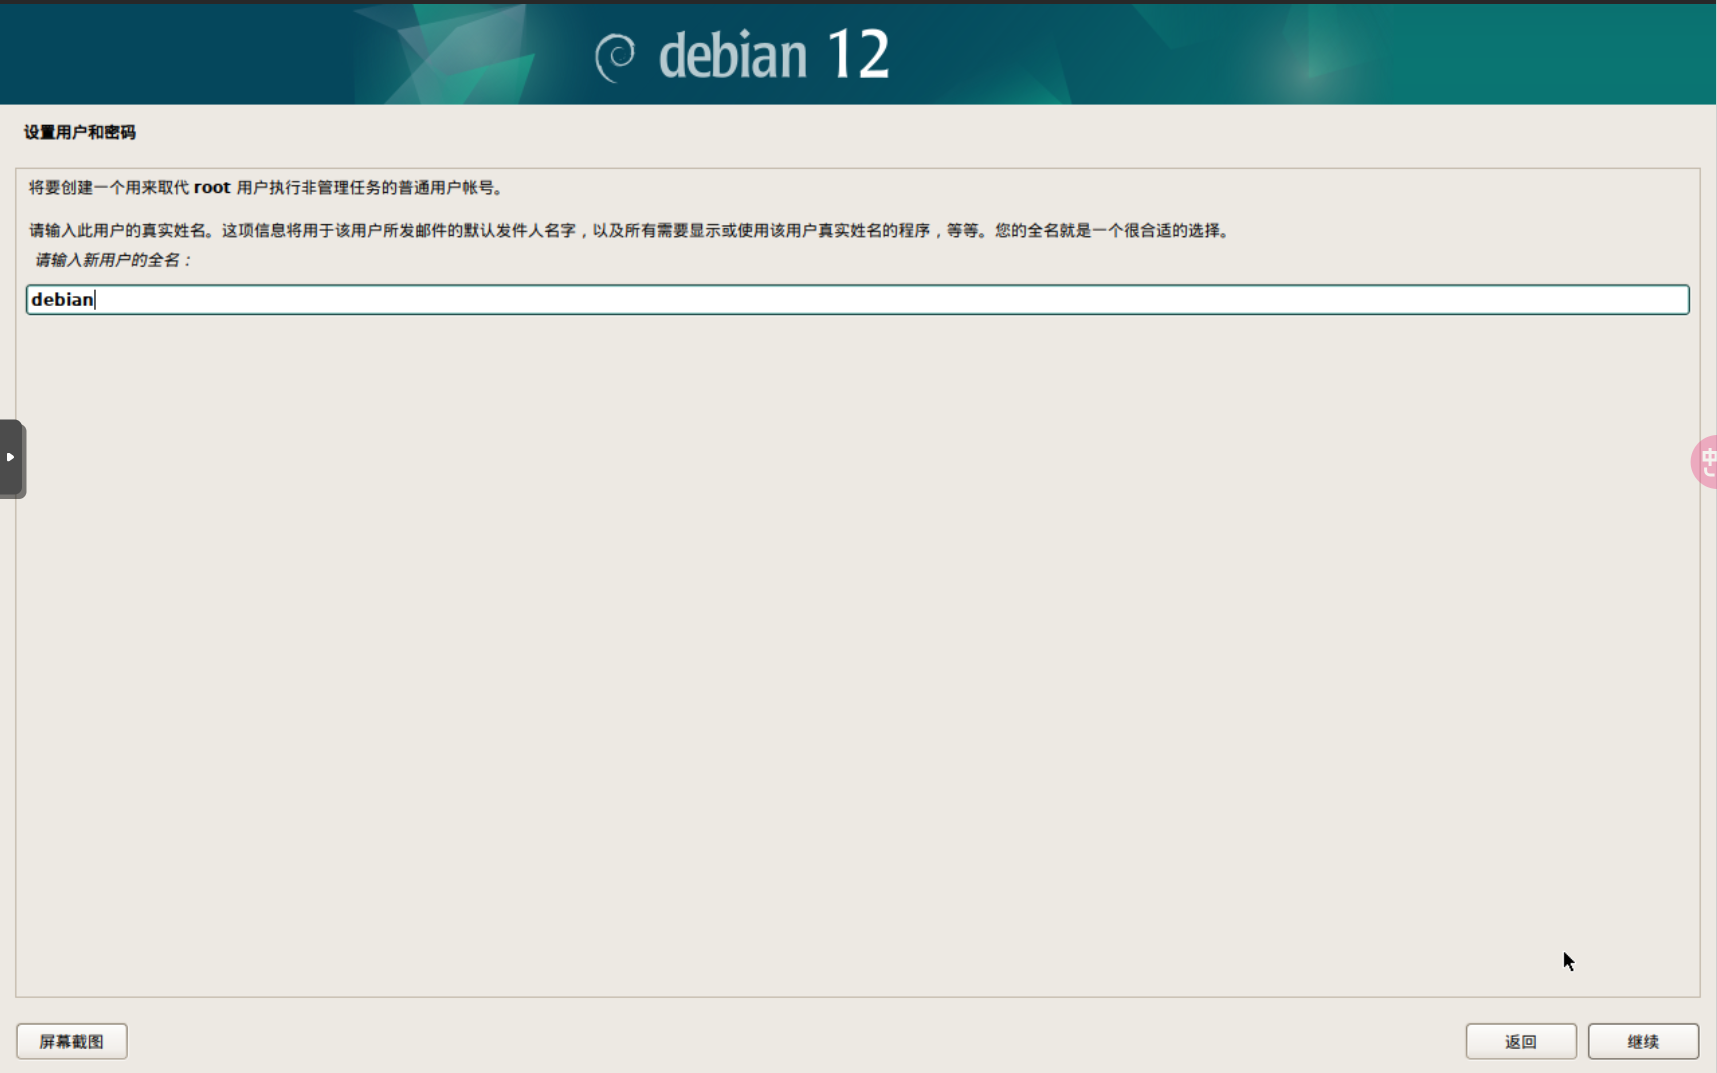 debian 12
设置用户和密码
将要创建一个用来取代 root 用户执行非管理任务的普通用户帐号。
请输入此用户的真实姓名。这项信息将用于该用户所发邮件的默认发件人名字，以及所有需要显示或使用该用户真实姓名的程序，等等。您的全名就是一个很合适的选择。
请输入新用户的全名：
debian
中
屏幕截图
返回
继续